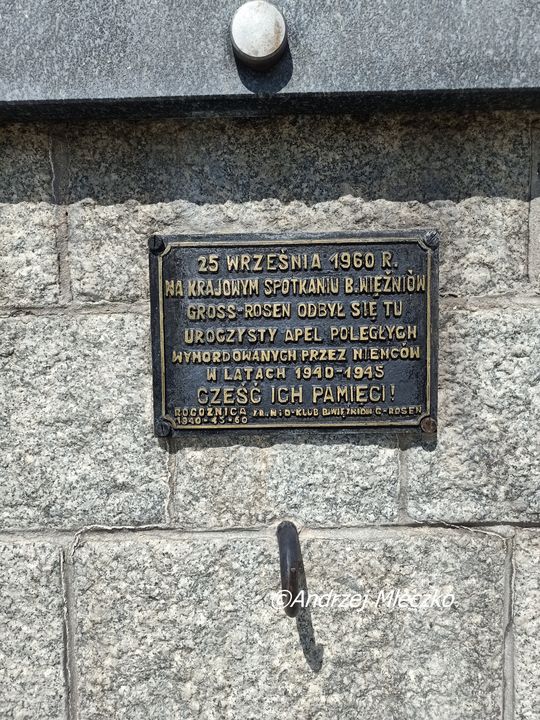 25 WRZEŚNIA 1960 R.
NA KRAJOWYM SPOTKANIU B.WIĘŹNIÓW
GROSS-ROSEN ODBYŁ SIĘ TU
UROCZYSTY APEL POLEGŁYCH
WYMORDOWANYCH PRZEZ NIEMCÓW
W LATACH 1940-1945
CZEŚĆ ICH PAMIĘCI!
ROGOŹNICA
KLUB B.WIĘŹNIÓW G-ROSEN
1940-45-60
©Andrzej Mleczko